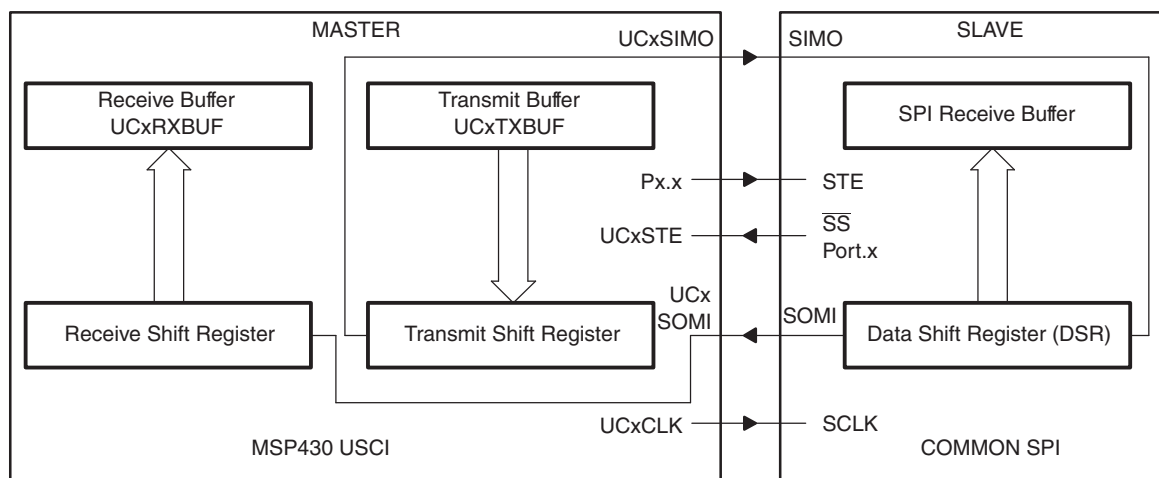 MASTER
UCxSIMO
SIMO
SLAVE
Receive Buffer
UCxRXBUF
Transmit Buffer
UCxTXBUF
SPI Receive Buffer
Px.x
STE
UCxSTE
SS
Port.x
UCx
SOMI
SOMI
Receive Shift Register
Transmit Shift Register
Data Shift Register (DSR)
UCxCLK
SCLK
MSP430 USCI
COMMON SPI